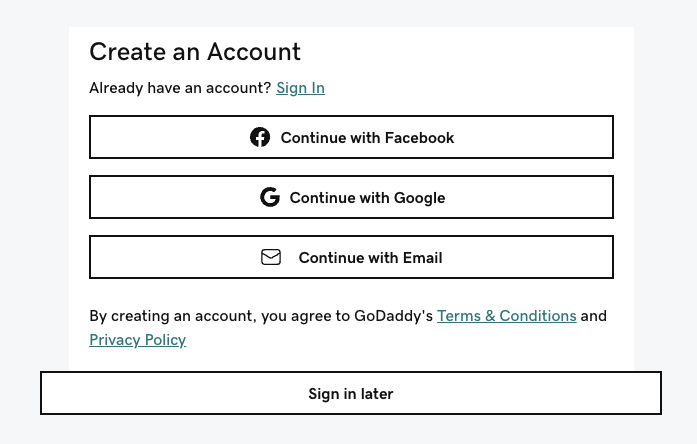 Create an Account
Already have an account? Sign In
Continue with Facebook
Continue with Google
Continue with Email
By creating an account, you agree to GoDaddy's Terms & Conditions and
Privacy Policy
Sign in later